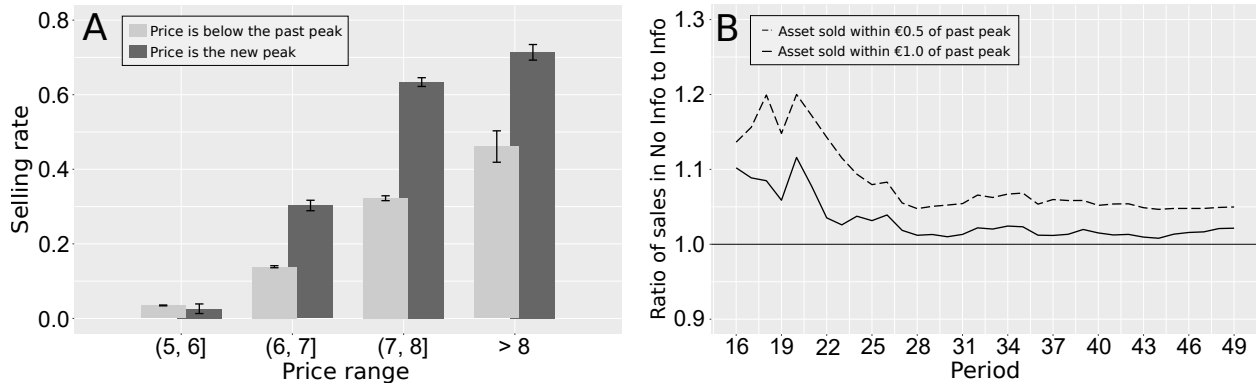 A
Price is below the past peak
Price is the new peak
Selling rate
0.8
0.6
0.4
0.2
0.0
(5, 6] (6, 7] (7, 8] > 8
Price range
B
Asset sold within €0.5 of past peak
Asset sold within €1.0 of past peak
Ratio of sales in No Info to Info
1.3
1.2
1.1
1.0
0.9
16 19 22 25 28 31 34 37 40 43 46 49
Period